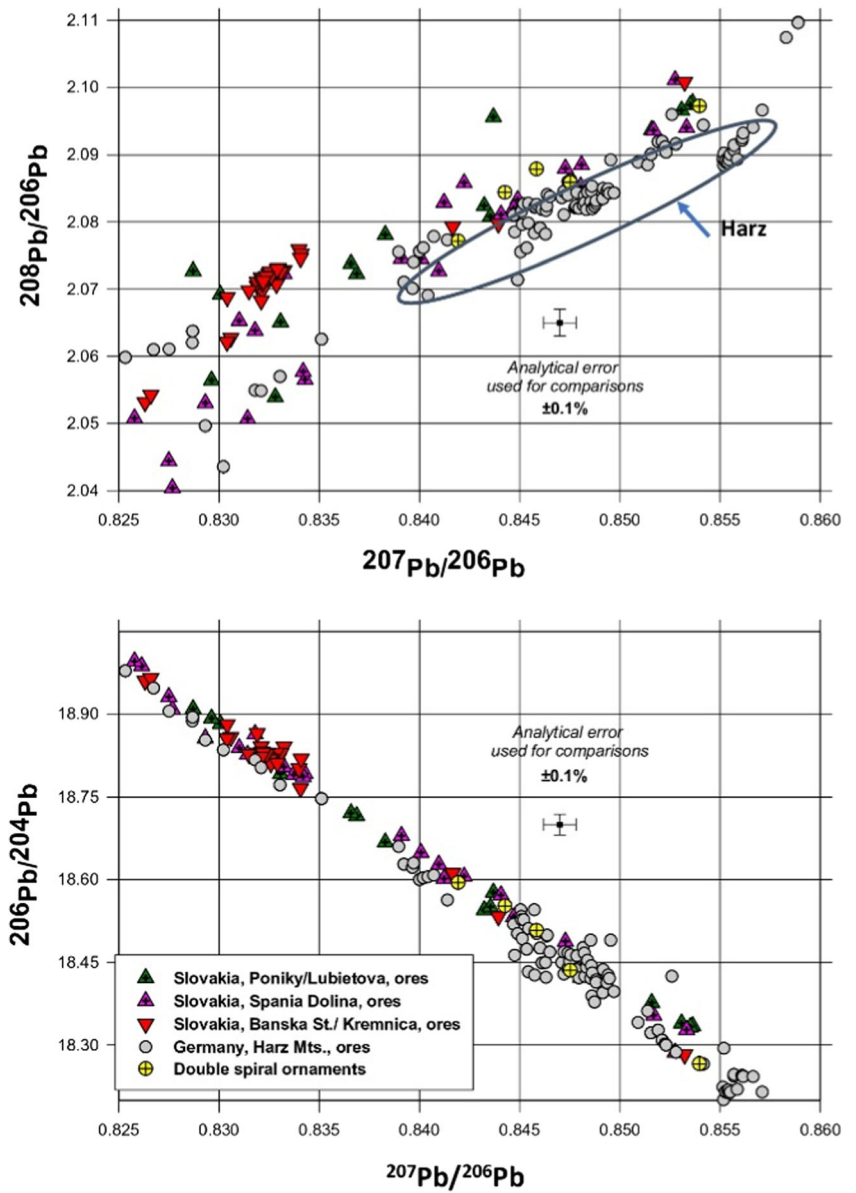 2.11
2.10
2.09
2.08
2.07
2.06
2.05
2.04
208Pb/206Pb
Harz
Analytical error
used for comparisons
±0.1%
0.825 0.830 0.835 0.840 0.845 0.850 0.855 0.860
207Pb/206Pb
18.90
18.75
18.60
18.45
18.30
206Pb/204Pb
Analytical error
used for comparisons
±0.1%
Slovakia, Poniky/Lubietova, ores
Slovakia, Spania Dolina, ores
Slovakia, Banska St./ Kremnica, ores
Germany, Harz Mts., ores
Double spiral ornaments
0.825 0.830 0.835 0.840 0.845 0.850 0.855 0.860
207Pb/206Pb